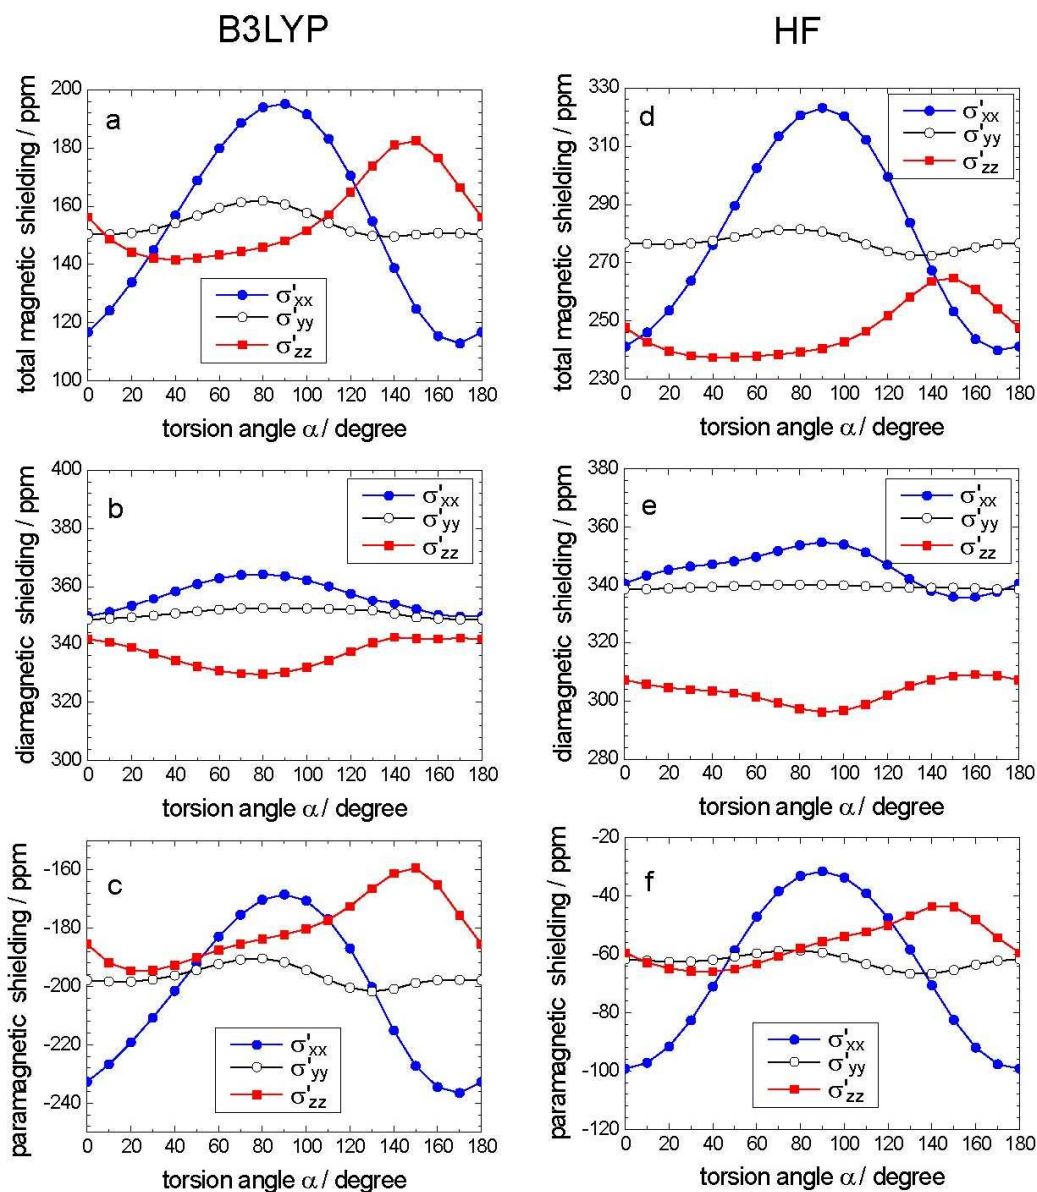 B3LYP
HF
a
total magnetic shielding / ppm
200
180
160
140
120
100
σ'xx
σ'yy
σ'zz
0 20 40 60 80 100 120 140 160 180
torsion angle α / degree
d
total magnetic shielding / ppm
330
310
290
270
250
230
σ'xx
σ'yy
σ'zz
0 20 40 60 80 100 120 140 160 180
torsion angle α / degree
b
diamagnetic shielding / ppm
400
380
360
340
320
300
σ'xx
σ'yy
σ'zz
0 20 40 60 80 100 120 140 160 180
torsion angle α / degree
e
diamagnetic shielding / ppm
380
360
340
320
300
280
σ'xx
σ'yy
σ'zz
0 20 40 60 80 100 120 140 160 180
torsion angle α / degree
c
paramagnetic shielding / ppm
-160
-180
-200
-220
-240
σ'xx
σ'yy
σ'zz
0 20 40 60 80 100 120 140 160 180
torsion angle α / degree
f
paramagnetic shielding / ppm
-20
-40
-60
-80
-100
-120
σ'xx
σ'yy
σ'zz
0 20 40 60 80 100 120 140 160 180
torsion angle α / degree